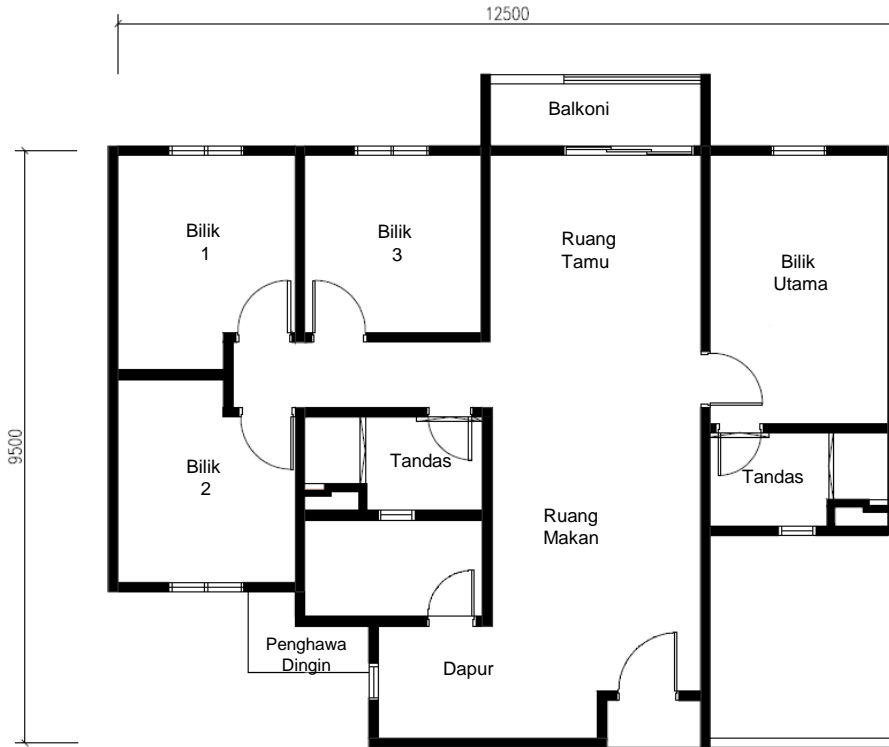 12500
Balkoni
Bilik
1
Bilik
3
Ruang
Tamu
Bilik
Utama
9500
Bilik
2
Tandas
Tandas
Ruang
Makan
Penghawa
Dingin
Dapur